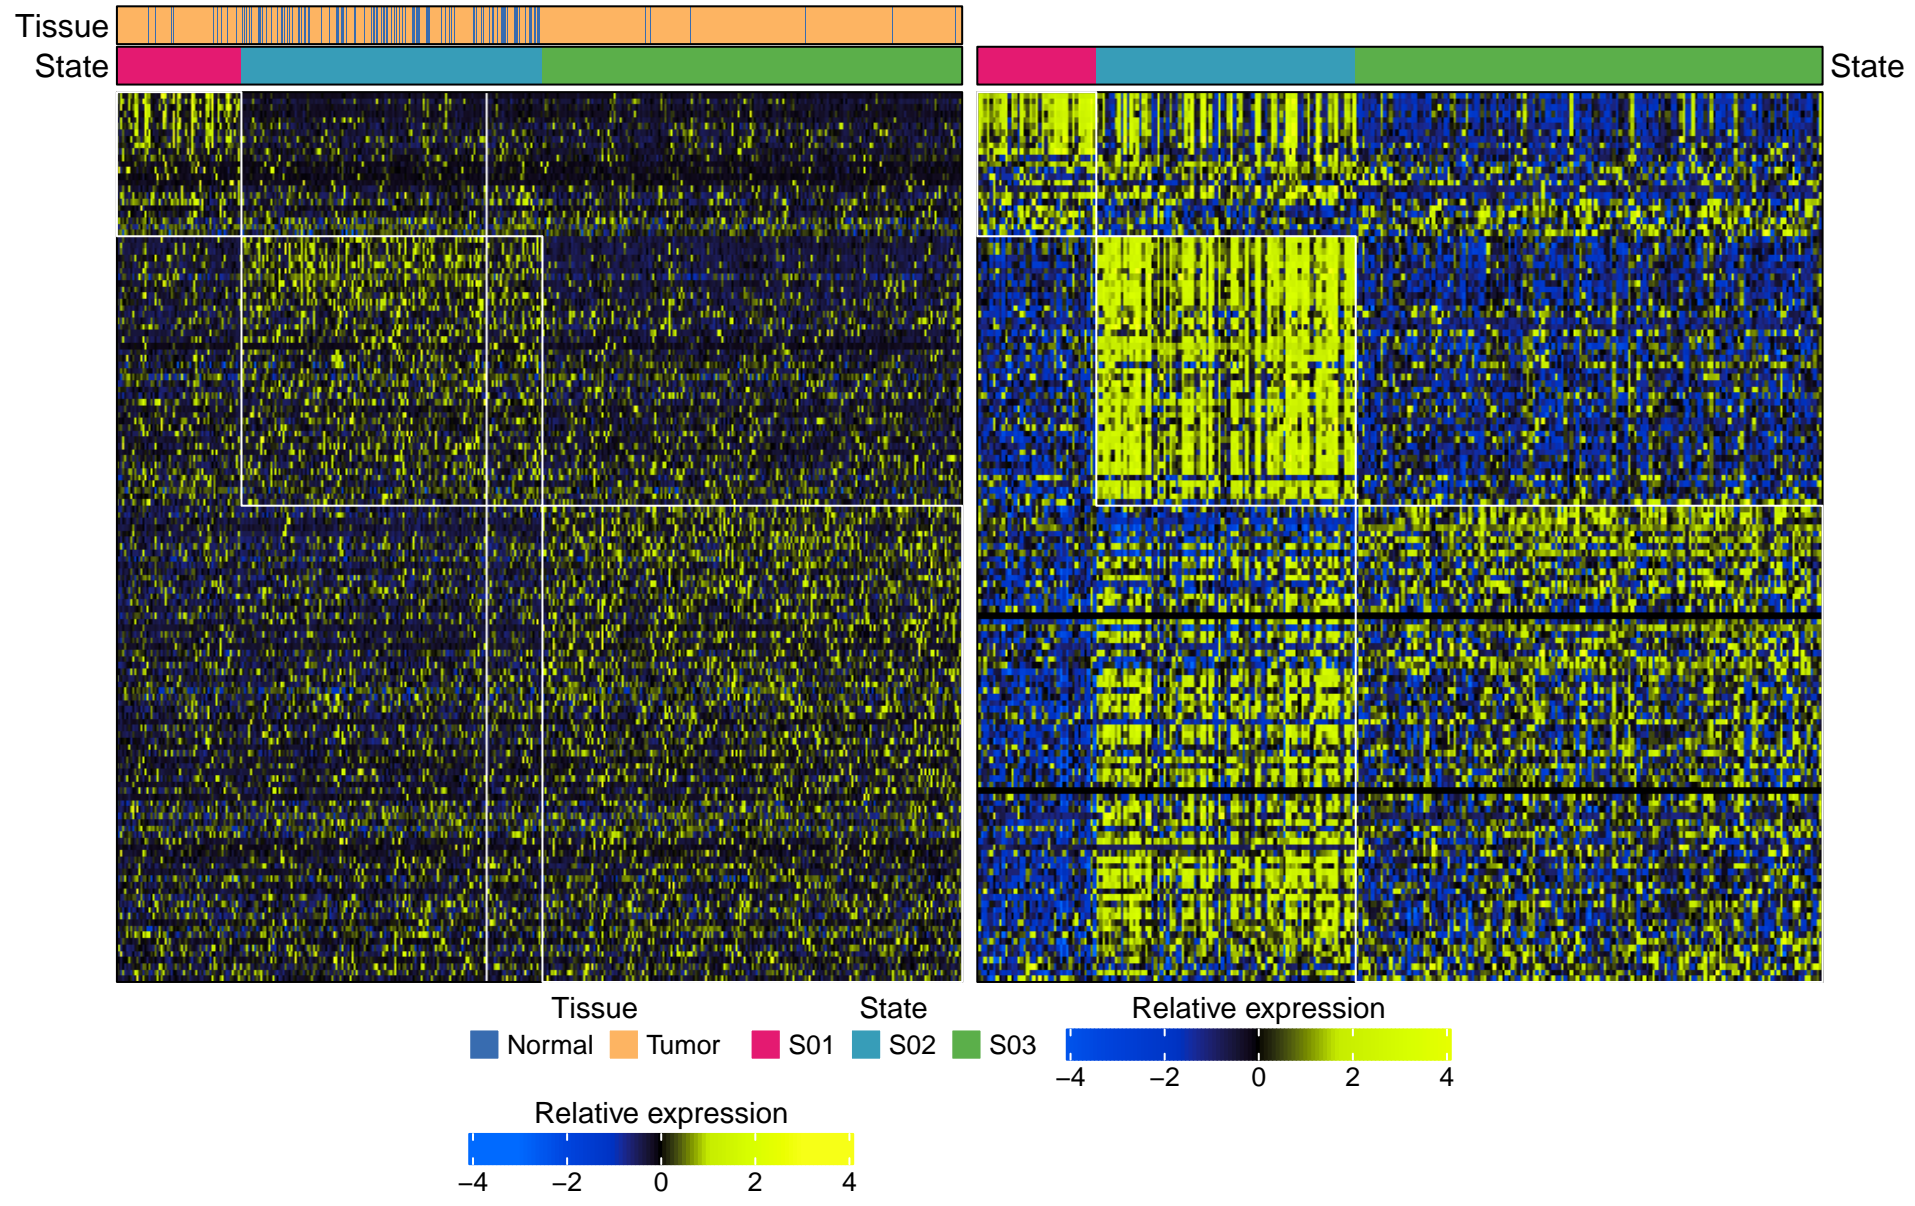 Tissue
State
State
Tissue
Normal Tumor
State
S01 S02 S03
Relative expression
−4 −2 0 2 4
Relative expression
−4 −2 0 2 4